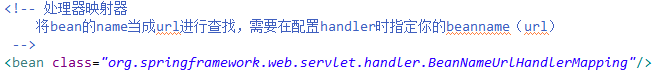 <!-- 处理器映射器
将bean的name当成url进行查找，需要在配置handler时指定你的beanname（url）
-->
<bean class="org.springframework.web.servlet.handler.BeanNameUrlHandlerMapping"/>